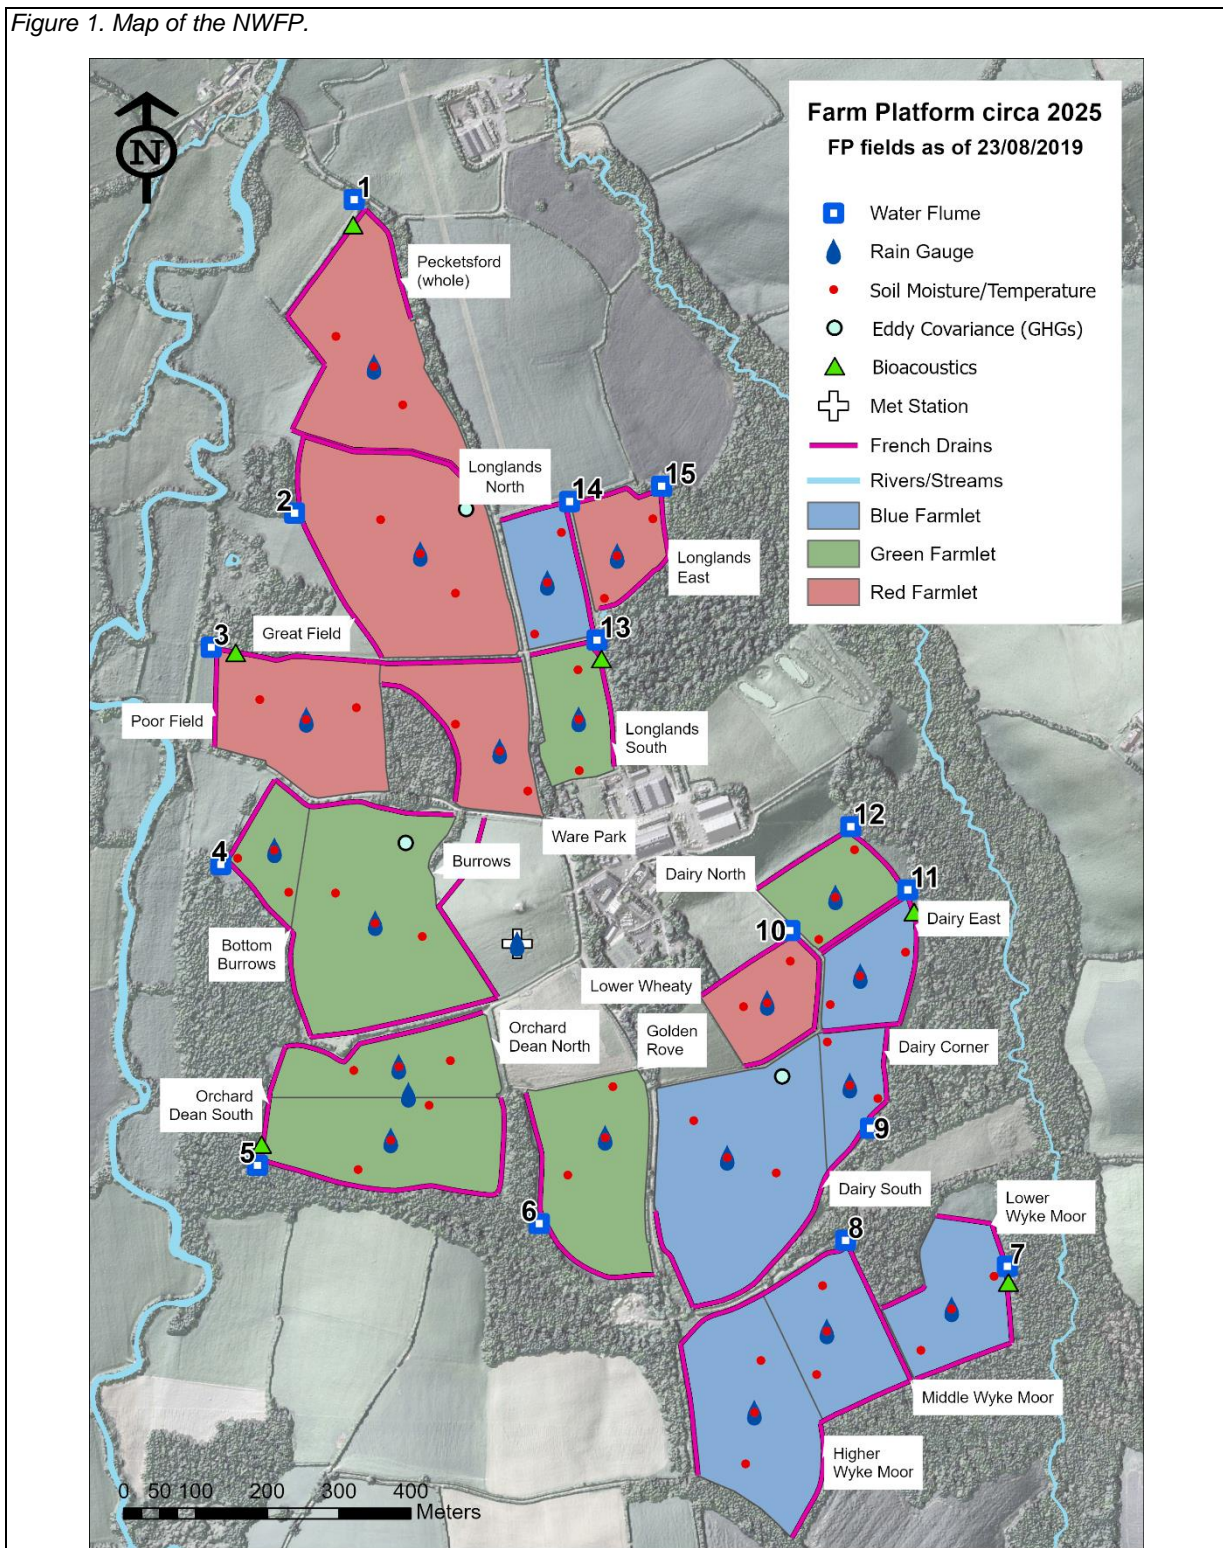 Figure 1. Map of the NWFP.
N
Farm Platform circa 2025
FP fields as of 23/08/2019
Water Flume
Rain Gauge
Soil Moisture/Temperature
Eddy Covariance (GHGs)
Bioacoustics
Met Station
French Drains
Rivers/Streams
Blue Farmlet
Green Farmlet
Red Farmlet
1
Pecketsford
(whole)
Longlands
North
15
14
2
Longlands
East
13
3
Great Field
Poor Field
Longlands
South
12
Ware Park
4
Burrows
Dairy North
11
Dairy East
10
Bottom
Burrows
Lower Wheaty
Orchard
Dean North
Golden
Rove
Dairy Corner
Orchard
Dean South
9
5
Dairy South
Lower
Wyke Moor
6
8
7
Middle Wyke Moor
Higher
Wyke Moor
0 50 100 200 300 400
Meters